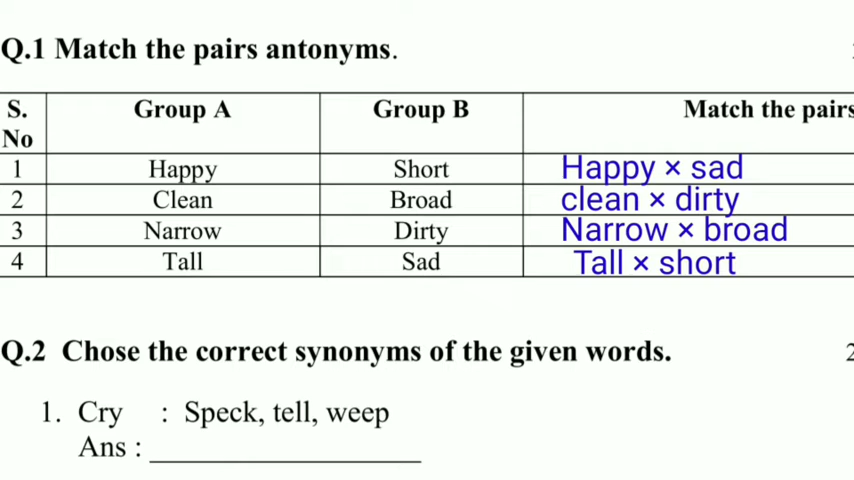 Q.1 Match the pairs antonyms.
S. No Group A Group B Match the pairs
1 Happy Short Happy × sad
2 Clean Broad clean × dirty
3 Narrow Dirty Narrow × broad
4 Tall Sad Tall × short
Q.2 Chose the correct synonyms of the given words. 2
1. Cry : Speck, tell, weep
Ans :